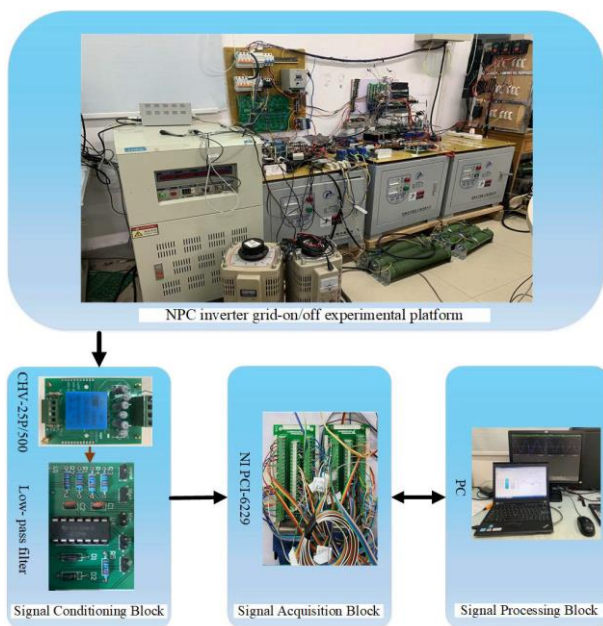 NPC inverter grid-on/off experimental platform
CHV-25P/500
Low- pass filter
Signal Conditioning Block
NI PCI-6229
Signal Acquisition Block
PC
Signal Processing Block